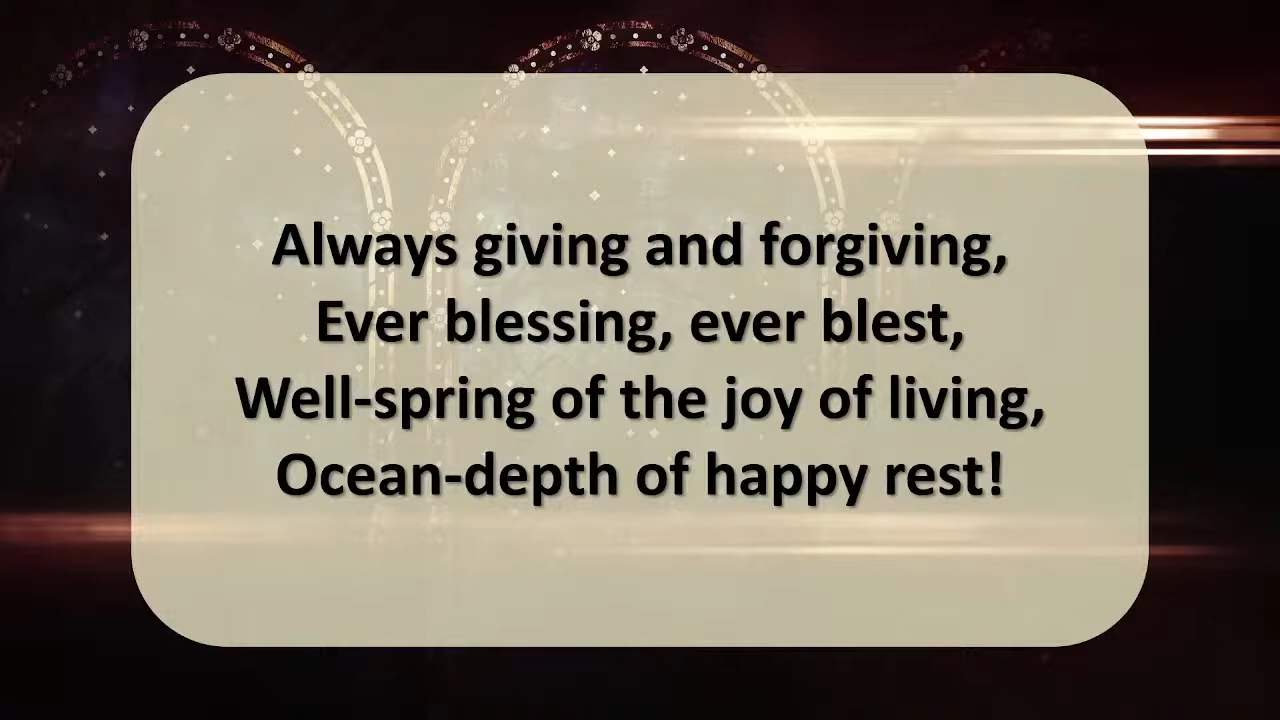 Always giving and forgiving,
Ever blessing, ever blest,
Well-spring of the joy of living,
Ocean-depth of happy rest!